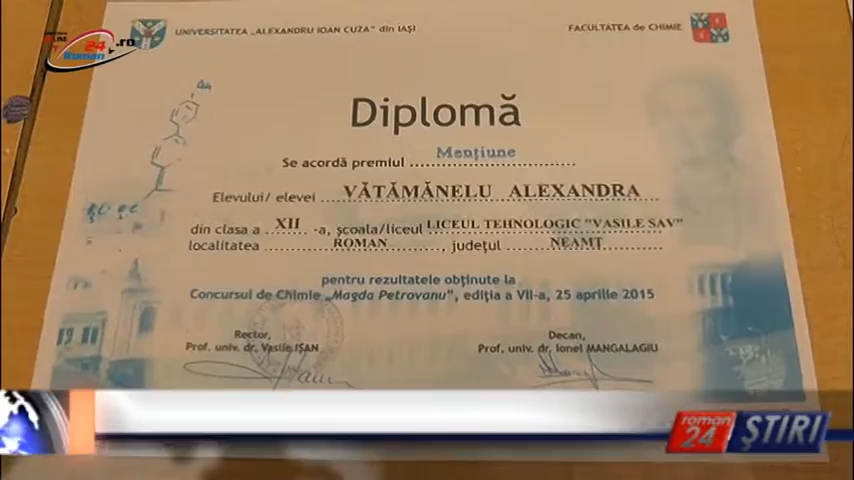 UNIVERSITATEA „ALEXANDRU IOAN CUZA" din IAŞI
FACULTATEA de CHIMIE
24.ro
Roman
Diplomă
Se acordă premiul Menţiune
Elevului/ elevei VĂTĂMĂNELU ALEXANDRA
din clasa a XII -a, şcoala/liceul LICEUL TEHNOLOGIC "VASILE SAV"
localitatea ROMAN, judeţul NEAMT
pentru rezultatele obţinute la
Concursul de Chimie „Magda Petrovanu", ediţia a VII-a, 25 aprilie 2015
Rector,
Prof. univ. dr. Vasile IŞAN
Decan,
Prof. univ. dr. Ionel MANGALAGIU
roman
24 ŞTIRI